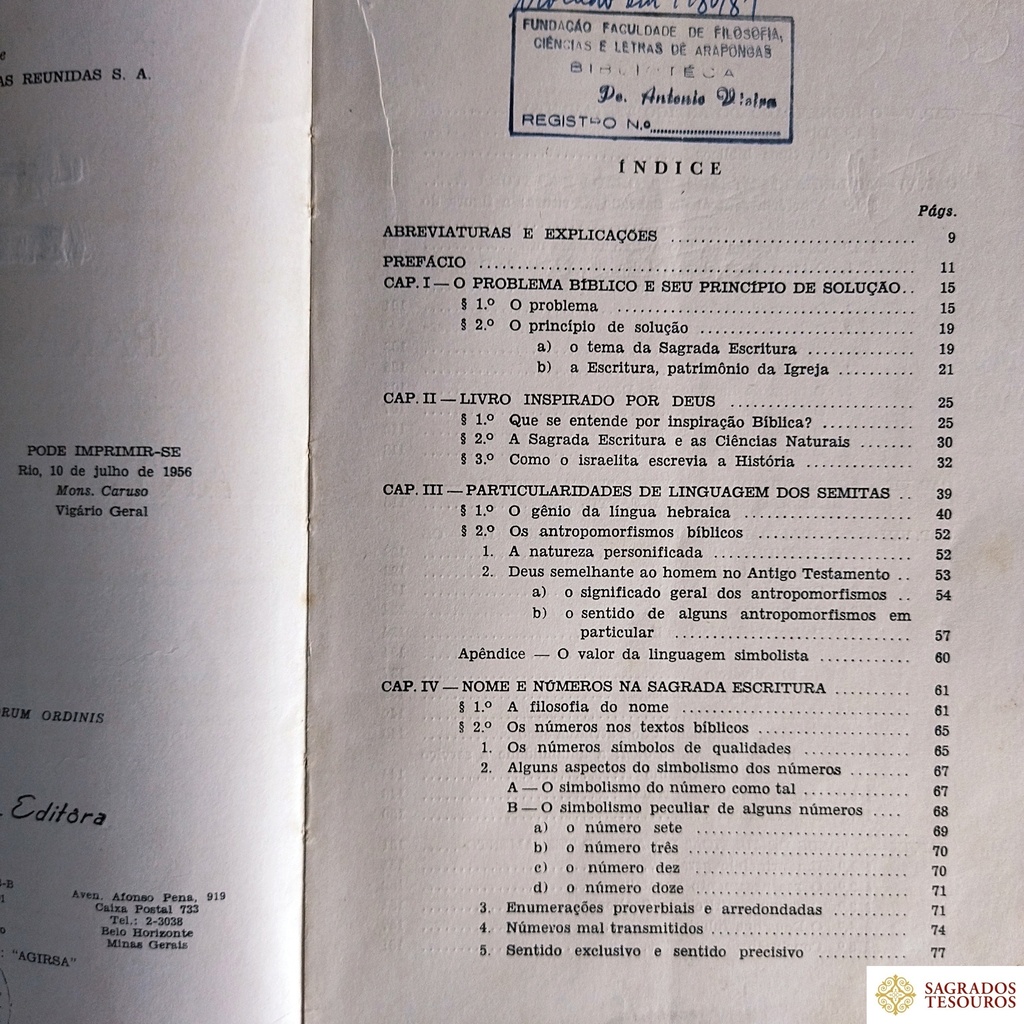 e
AS REUNIDAS S. A.
PODE IMPRIMIR-SE
Rio, 10 de julho de 1956
Mons. Caruso
Vigário Geral
RUM ORDINIS
Editôra
Aven. Afonso Pena, 919
Caixa Postal 733
Tel.: 2-3038
Belo Horizonte
Minas Gerais
: "AGIRSA"
em
FUNDAÇÃO FACULDADE DE FILOSOFIA,
CIÊNCIAS E LETRAS DE ARAPONGAS
BIBLIOTÉCA
Pe. Antonio Vieira
REGISTRO N.o
ÍNDICE
Págs.
ABREVIATURAS E EXPLICAÇÕES .............................. 9
PREFÁCIO .............................. 11
CAP. I — O PROBLEMA BÍBLICO E SEU PRINCÍPIO DE SOLUÇÃO.. 15
§ 1.º O problema .............................. 15
§ 2.º O princípio de solução .............................. 19
a) o tema da Sagrada Escritura .............. 19
b) a Escritura, patrimônio da Igreja .......... 21
CAP. II — LIVRO INSPIRADO POR DEUS .............................. 25
§ 1.º Que se entende por inspiração Bíblica? ............ 25
§ 2.º A Sagrada Escritura e as Ciências Naturais ....... 30
§ 3.º Como o israelita escrevia a História .............. 32
CAP. III — PARTICULARIDADES DE LINGUAGEM DOS SEMITAS .. 39
§ 1.º O gênio da língua hebraica ...................... 40
§ 2.º Os antropomorfismos bíblicos .................... 52
1. A natureza personificada .......................... 52
2. Deus semelhante ao homem no Antigo Testamento .. 53
a) o significado geral dos antropomorfismos .. 54
b) o sentido de alguns antropomorfismos em
particular .............................. 57
Apêndice — O valor da linguagem simbolista ............ 60
CAP. IV — NOME E NÚMEROS NA SAGRADA ESCRITURA .......... 61
§ 1.º A filosofia do nome .............................. 61
§ 2.º Os números nos textos bíblicos ................... 65
1. Os números símbolos de qualidades .............. 65
2. Alguns aspectos do simbolismo dos números ........ 67
A — O simbolismo do número como tal .............. 67
B — O simbolismo peculiar de alguns números .... 68
a) o número sete .............................. 69
b) o número três .............................. 70
c) o número dez .............................. 70
d) o número doze .............................. 71
3. Enumerações proverbiais e arredondadas .......... 71
4. Números mal transmitidos ........................ 74
5. Sentido exclusivo e sentido precisivo ............ 77
SAGRADOS
TESOUROS